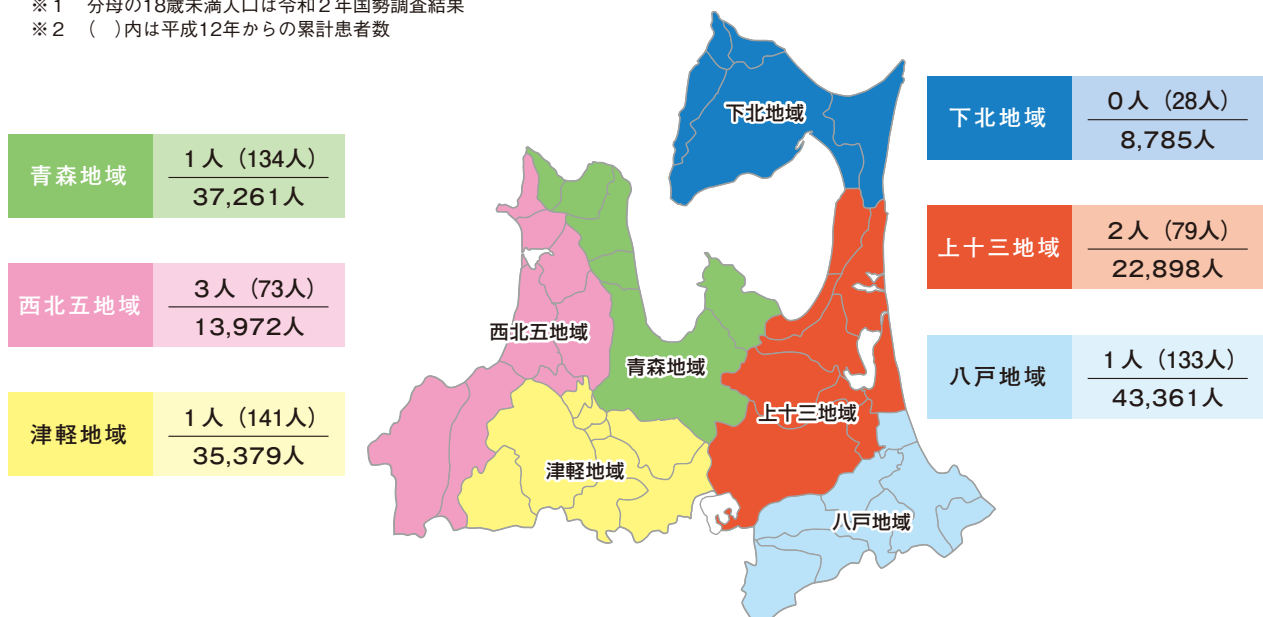 ※1 分母の18歳未満人口は令和2年国勢調査結果
※2 ( )内は平成12年からの累計患者数
青森地域
1人(134人)
37,261人
西北五地域
3人(73人)
13,972人
津軽地域
1人(141人)
35,379人
下北地域
西北五地域
青森地域
上十三地域
津軽地域
八戸地域
下北地域
0人(28人)
8,785人
上十三地域
2人(79人)
22,898人
八戸地域
1人(133人)
43,361人